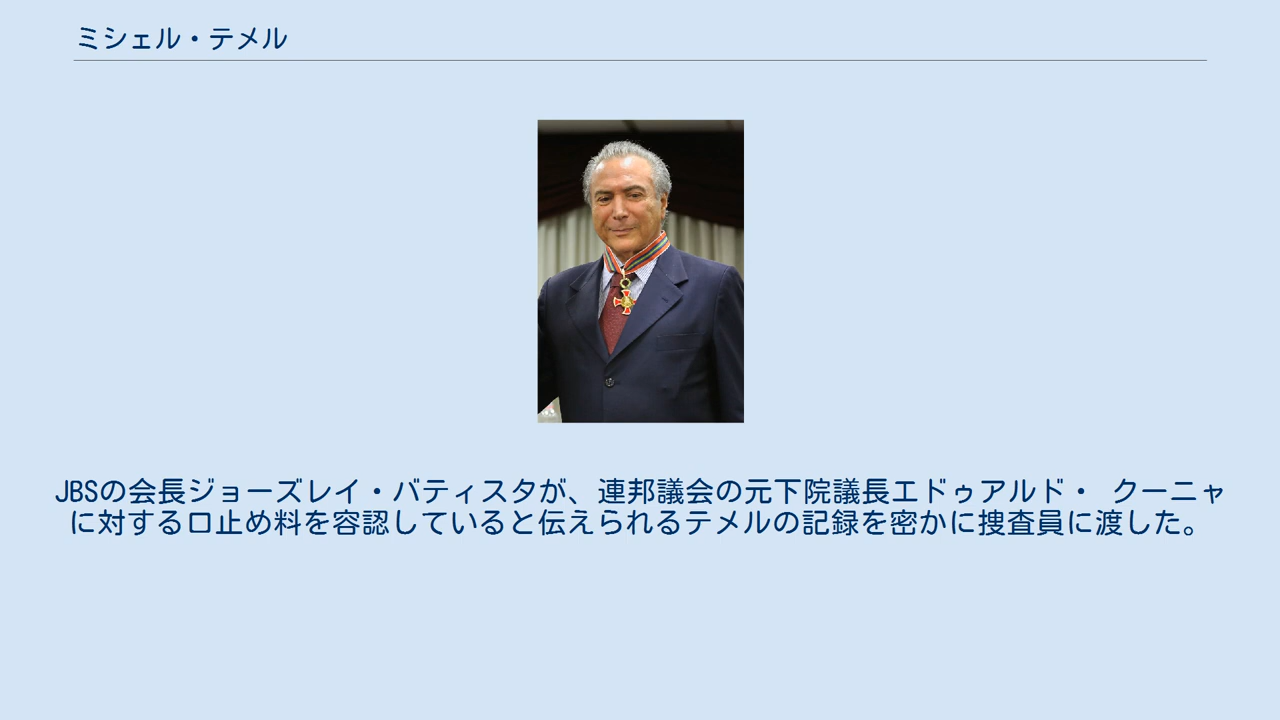 ミシェル・テメル
JBSの会長ジョーズレイ・バティスタが、連邦議会の元下院議長エドゥアルド・ クーニャ
に対する口止め料を容認していると伝えられるテメルの記録を密かに捜査員に渡した。